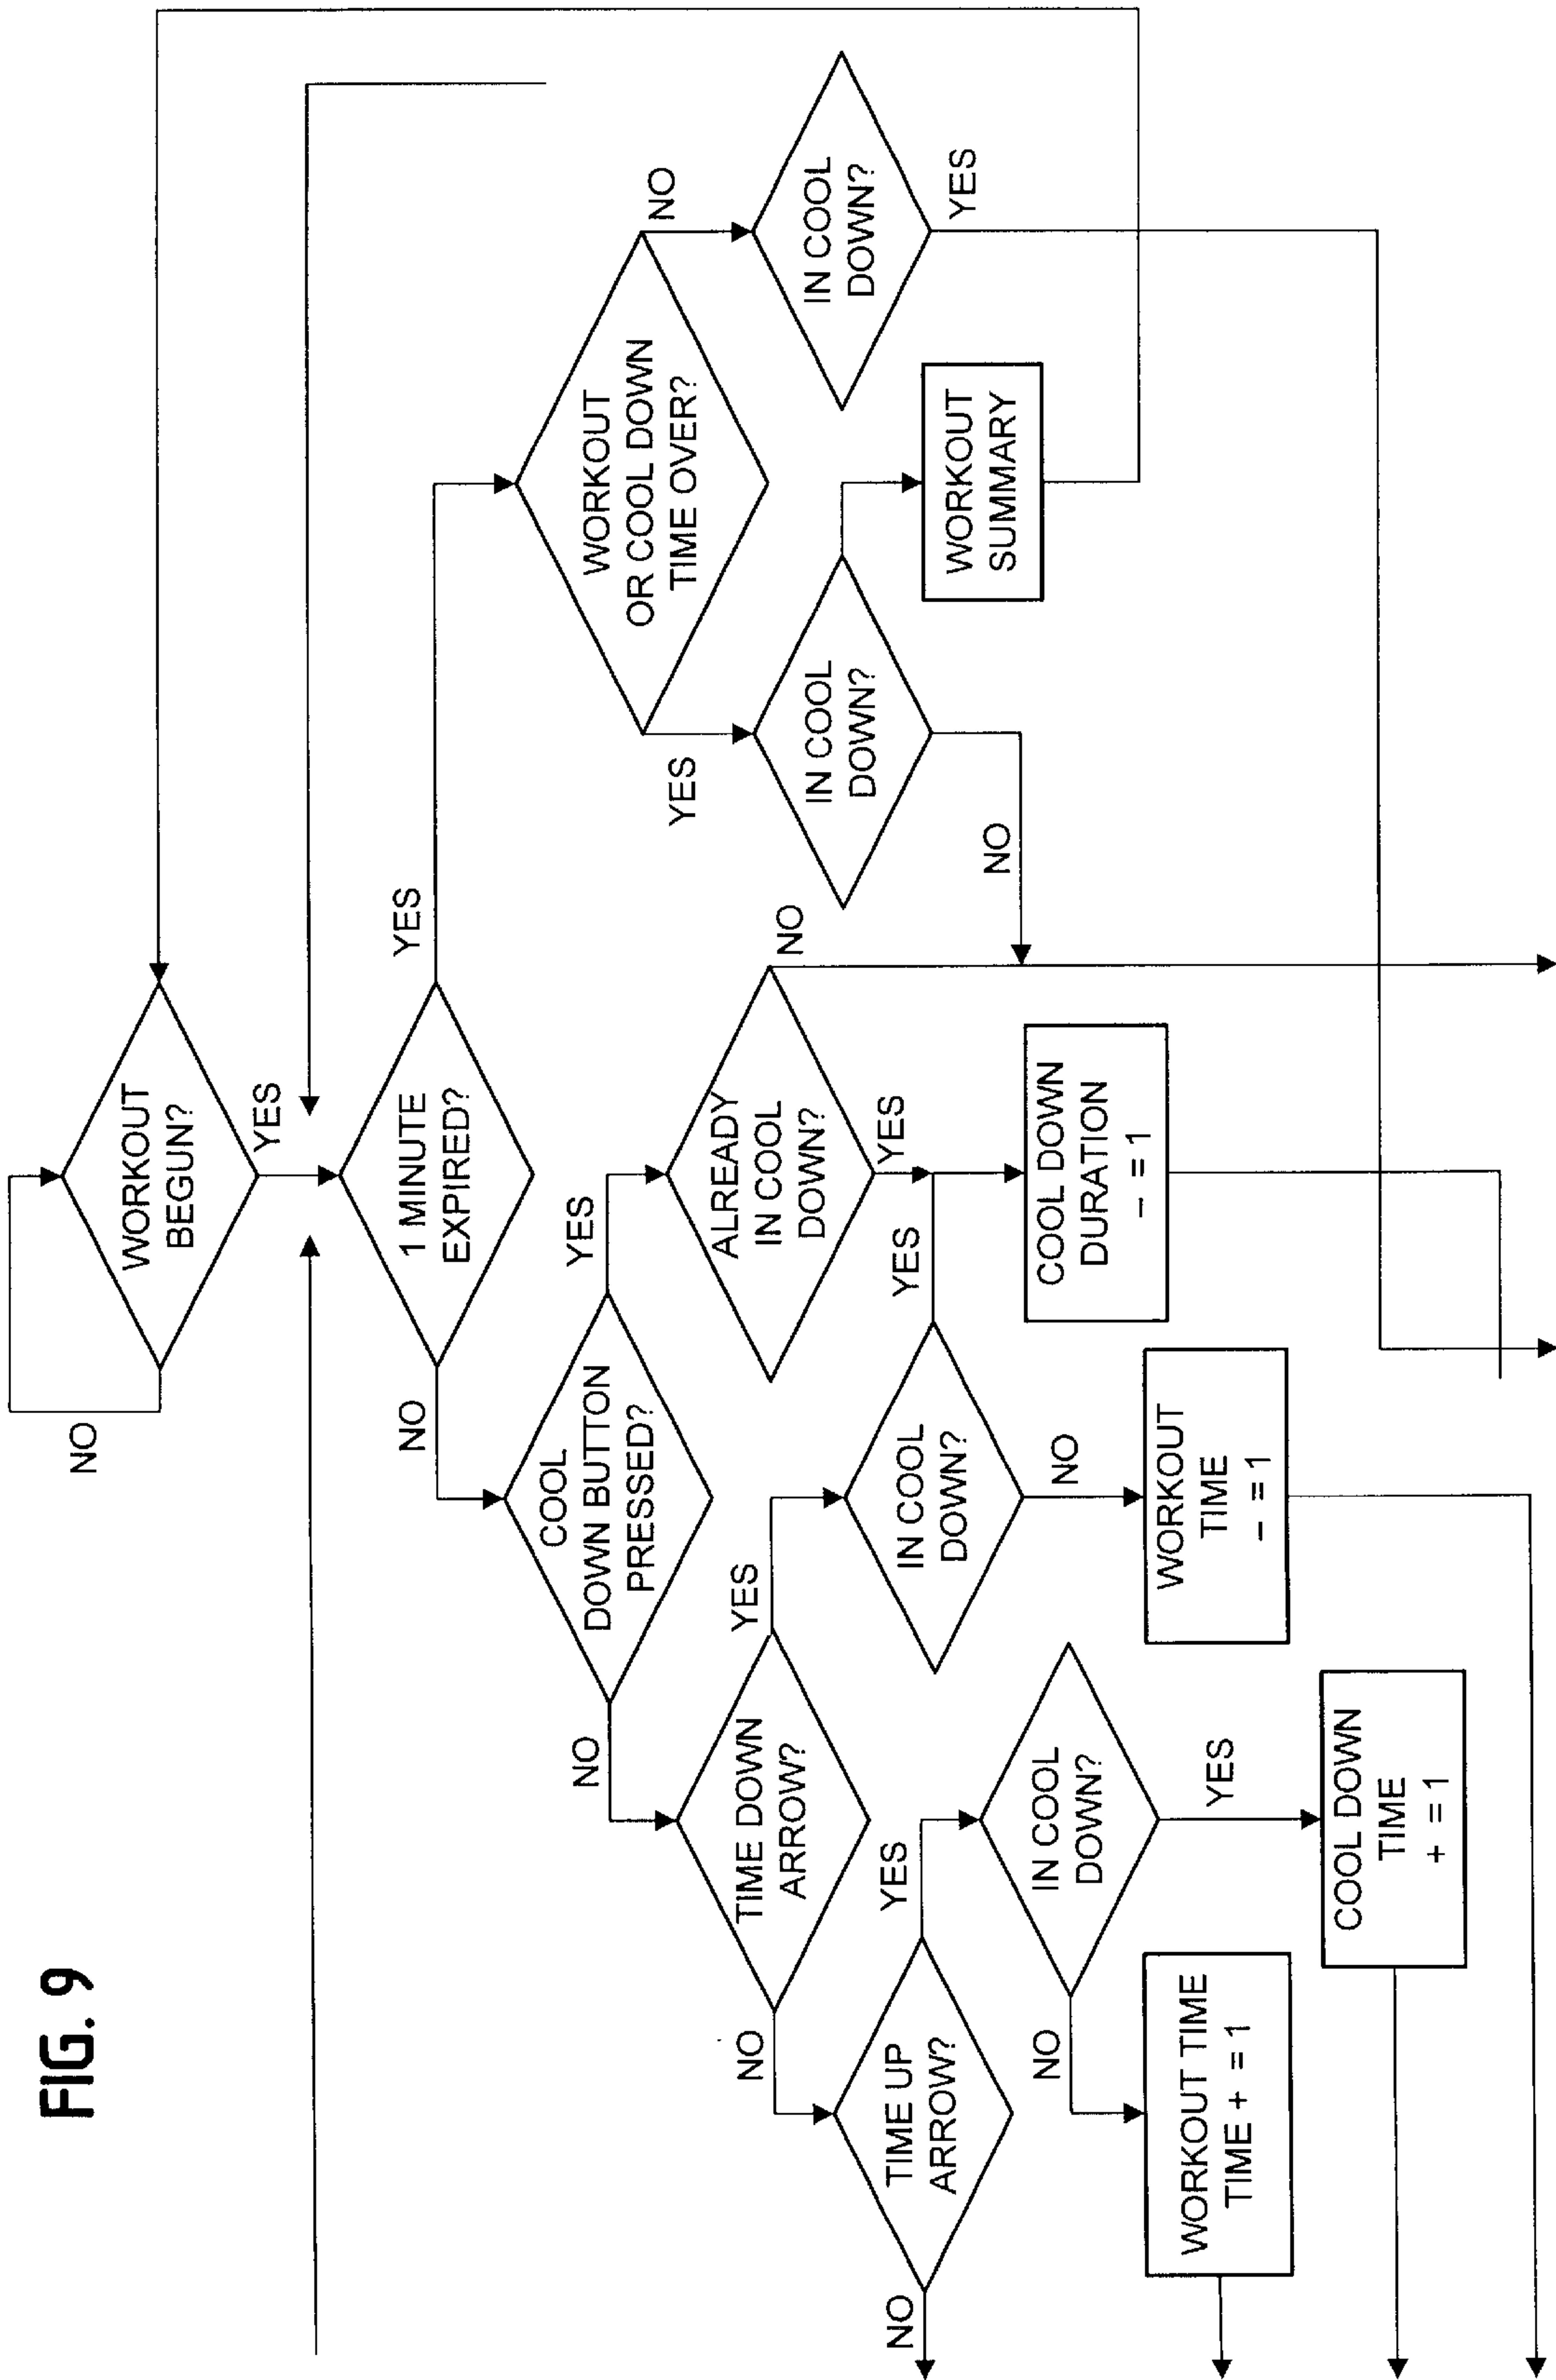 FIG. 9
NO
WORKOUT
BEGUN?
YES
1 MINUTE
EXPIRED?
NO
YES
COOL
DOWN BUTTON
PRESSED?
NO
YES
WORKOUT
OR COOL DOWN
TIME OVER?
YES
NO
TIME DOWN
ARROW?
NO
YES
ALREADY
IN COOL
DOWN?
YES
NO
IN COOL
DOWN?
NO
IN COOL
DOWN?
YES
TIME UP
ARROW?
NO
YES
IN COOL
DOWN?
YES
NO
WORKOUT
SUMMARY
IN COOL
DOWN?
NO
YES
COOL DOWN
DURATION
– = 1
WORKOUT TIME
TIME + = 1
WORKOUT
TIME
– = 1
COOL DOWN
TIME
+ = 1